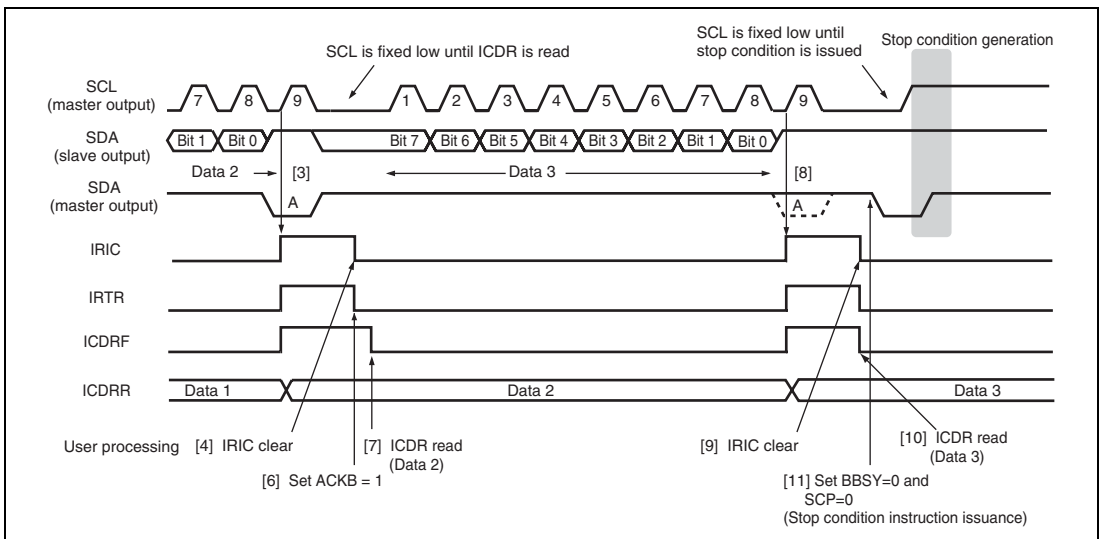 SCL is fixed low until ICDR is read
SCL is fixed low until
stop condition is issued
Stop condition generation
SCL
(master output)
7 8 9 1 2 3 4 5 6 7 8 9
SDA
(slave output)
Bit 1 Bit 0 Bit 7 Bit 6 Bit 5 Bit 4 Bit 3 Bit 2 Bit 1 Bit 0
Data 2 [3] Data 3 [8]
SDA
(master output)
A A
IRIC
IRTR
ICDRF
ICDRR
Data 1 Data 2 Data 3
User processing [4] IRIC clear [7] ICDR read
(Data 2)
[9] IRIC clear [10] ICDR read
(Data 3)
[6] Set ACKB = 1
[11] Set BBSY=0 and
SCP=0
(Stop condition instruction issuance)